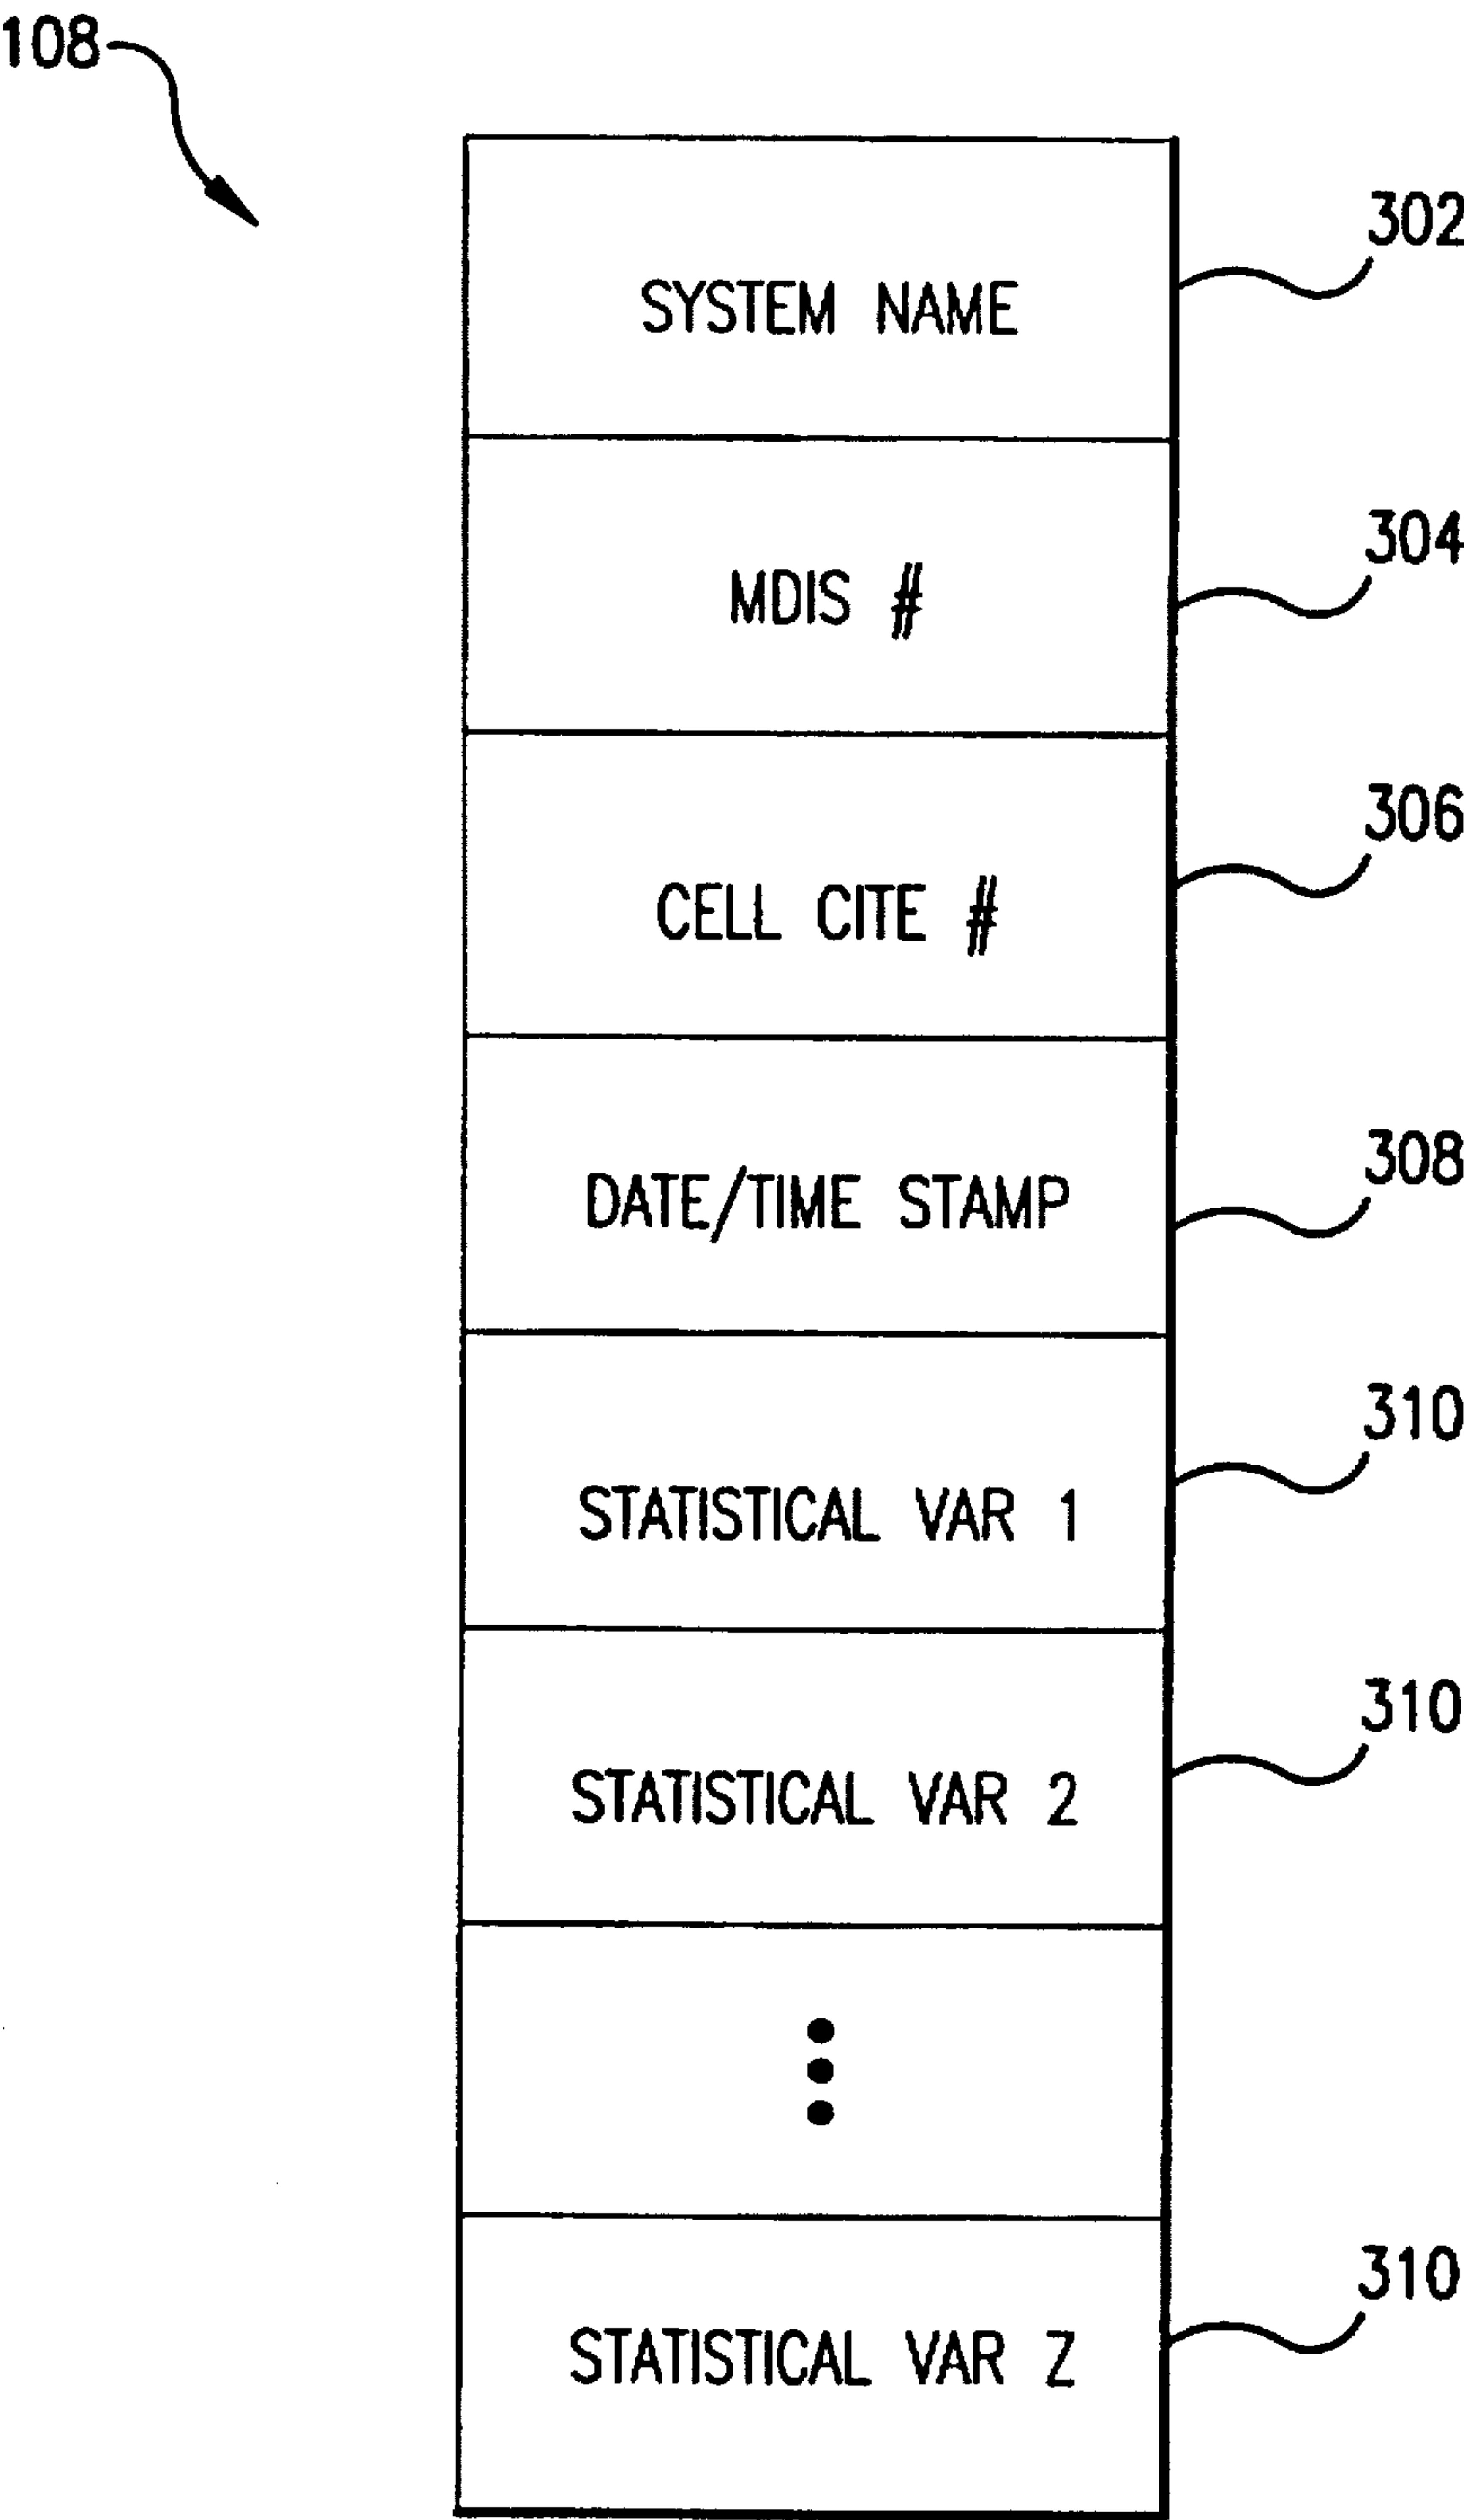 108
302
SYSTEM NAME
304
MDIS #
306
CELL CITE #
308
DATE/TIME STAMP
310
STATISTICAL VAR 1
310
STATISTICAL VAR 2
310
STATISTICAL VAR Z